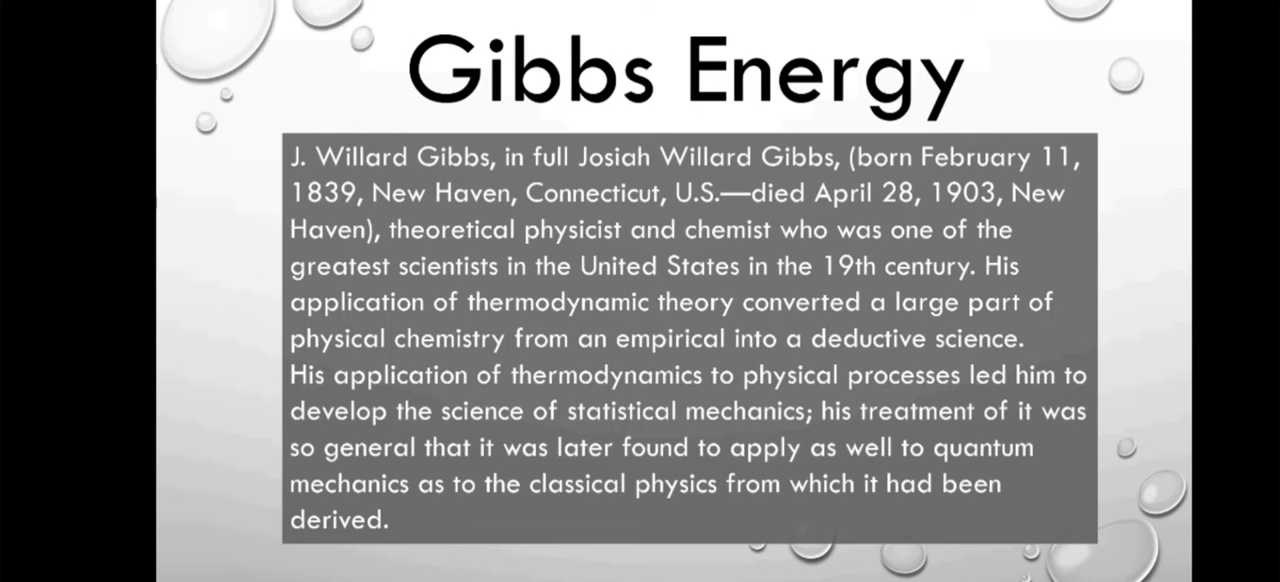 Gibbs Energy
J. Willard Gibbs, in full Josiah Willard Gibbs, (born February 11,
1839, New Haven, Connecticut, U.S.—died April 28, 1903, New
Haven), theoretical physicist and chemist who was one of the
greatest scientists in the United States in the 19th century. His
application of thermodynamic theory converted a large part of
physical chemistry from an empirical into a deductive science.
His application of thermodynamics to physical processes led him to
develop the science of statistical mechanics; his treatment of it was
so general that it was later found to apply as well to quantum
mechanics as to the classical physics from which it had been
derived.